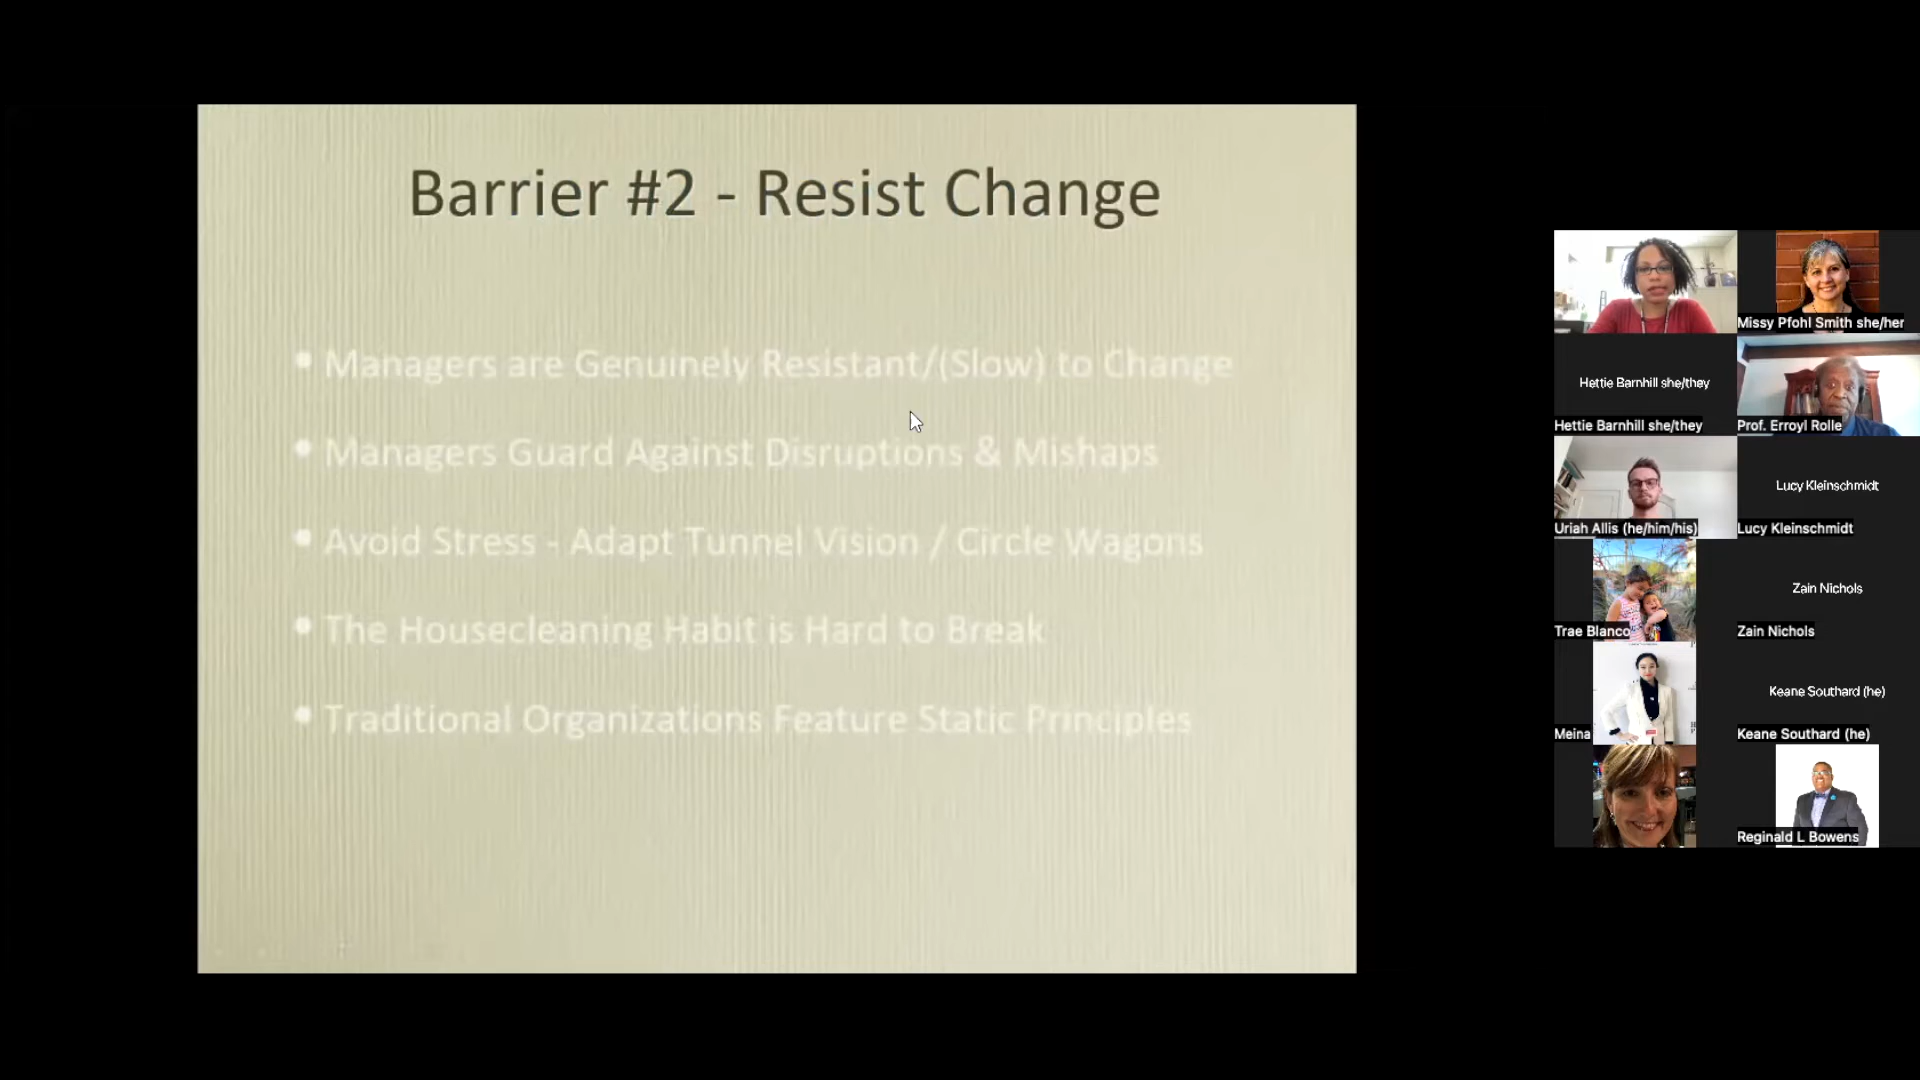 Barrier #2 - Resist Change
• Managers are Genuinely Resistant/(Slow) to Change
• Managers Guard Against Disruptions & Mishaps
• Avoid Stress - Adapt Tunnel Vision / Circle Wagons
• The Housecleaning Habit is Hard to Break
• Traditional Organizations Feature Static Principles
Missy Pfohl Smith she/her
Hettie Barnhill she/they
Hettie Barnhill she/they
Prof. Erroyl Rolle
Uriah Allis (he/him/his)
Lucy Kleinschmidt
Lucy Kleinschmidt
Trae Blanco
Zain Nichols
Zain Nichols
Meina
Keane Southard (he)
Keane Southard (he)
Reginald L Bowens